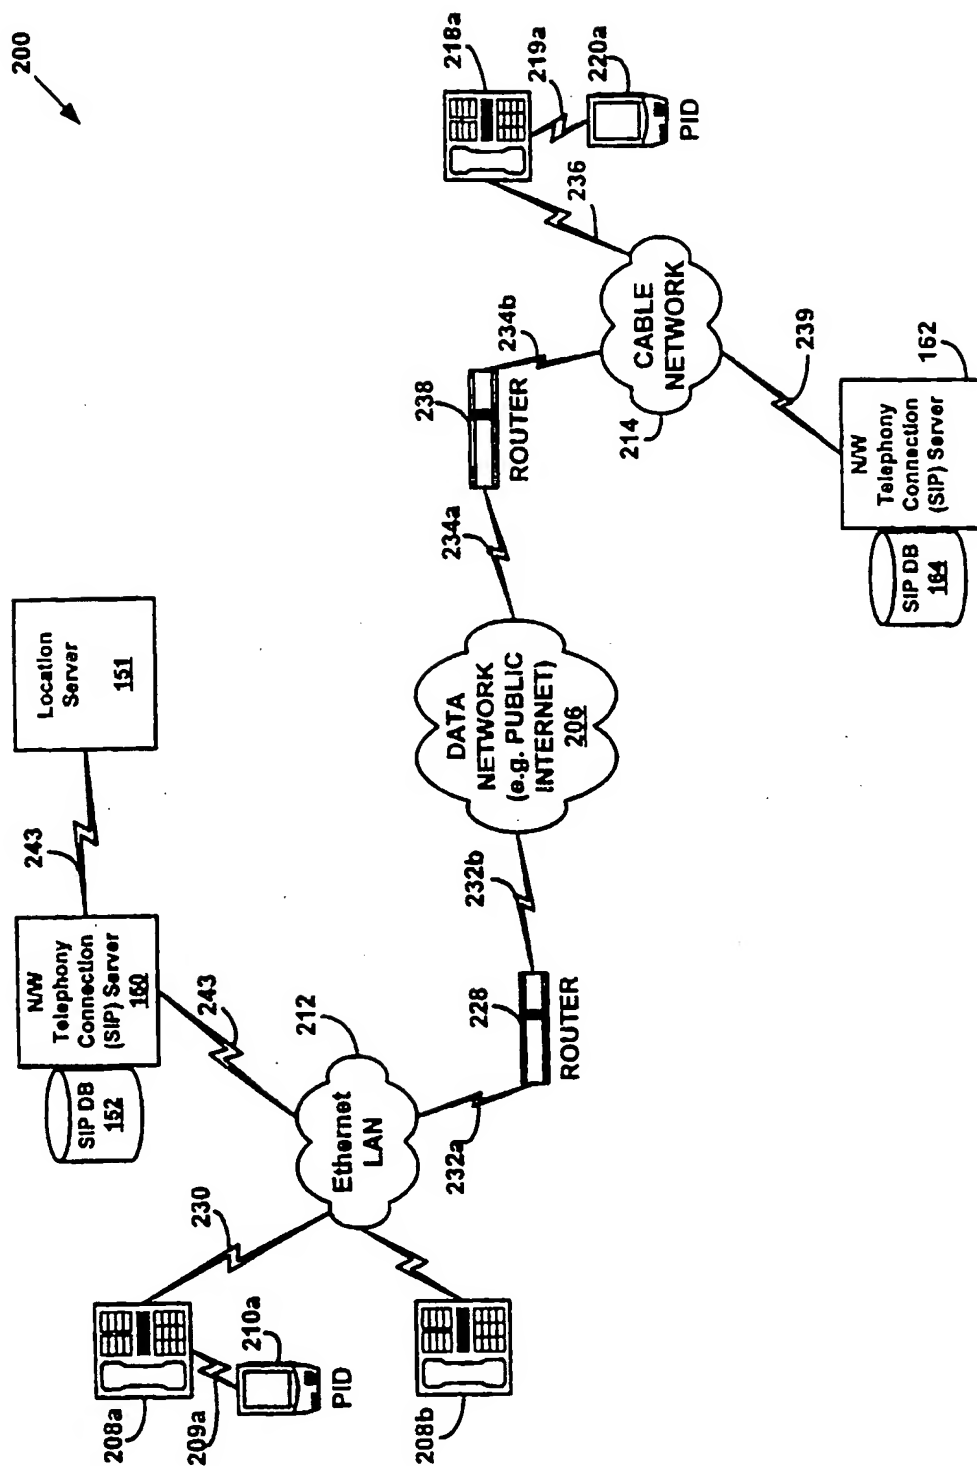 200
218a
219a
220a
PID
236
CABLE
NETWORK
214
234b
238
ROUTER
234a
239
162
N/W
Telephony
Connection
(SIP) Server
SIP DB
164
Location
Server
151
243
N/W
Telephony
Connection
(SIP) Server
150
SIP DB
152
243
212
Ethernet
LAN
DATA
NETWORK
(e.g. PUBLIC
INTERNET)
206
232b
228
ROUTER
232a
230
208a
209a
210a
PID
208b